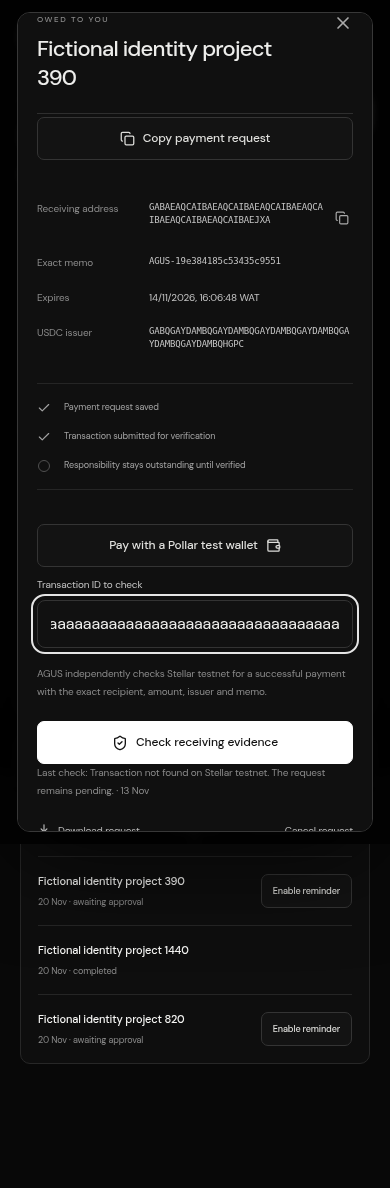 OWED TO YOU
Fictional identity project
390
Copy payment request
Receiving address
GABAEAQCAIBAEAQCAIBAEAQCAIBAEAQCA
IBAEAQCAIBAEAQCAIBAEJXA
Exact memo
AGUS-19e384185c53435c9551
Expires
14/11/2026, 16:06:48 WAT
USDC issuer
GABQGAYDAMBQGAYDAMBQGAYDAMBQGAYDAMBQGA
YDAMBQGAYDAMBQHGPC
Payment request saved
Transaction submitted for verification
Responsibility stays outstanding until verified
Pay with a Pollar test wallet
Transaction ID to check
aaaaaaaaaaaaaaaaaaaaaaaaaaaaaaaaaa
AGUS independently checks Stellar testnet for a successful payment
with the exact recipient, amount, issuer and memo.
Check receiving evidence
Last check: Transaction not found on Stellar testnet. The request
remains pending. · 13 Nov
Download request
Cancel request
Fictional identity project 390
20 Nov · awaiting approval
Enable reminder
Fictional identity project 1440
20 Nov · completed
Fictional identity project 820
20 Nov · awaiting approval
Enable reminder